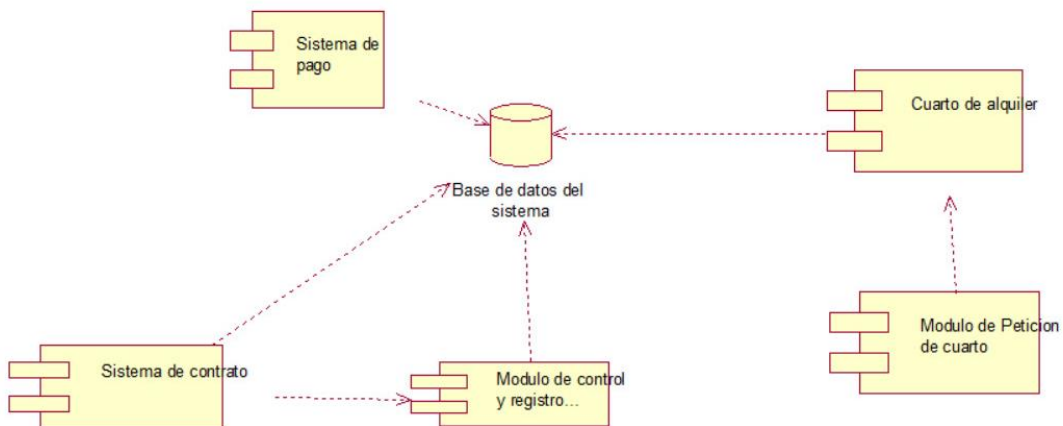 Sistema de
pago
Cuarto de alquiler
Base de datos del
sistema
Modulo de Peticion
de cuarto
Sistema de contrato
Modulo de control
y registro...